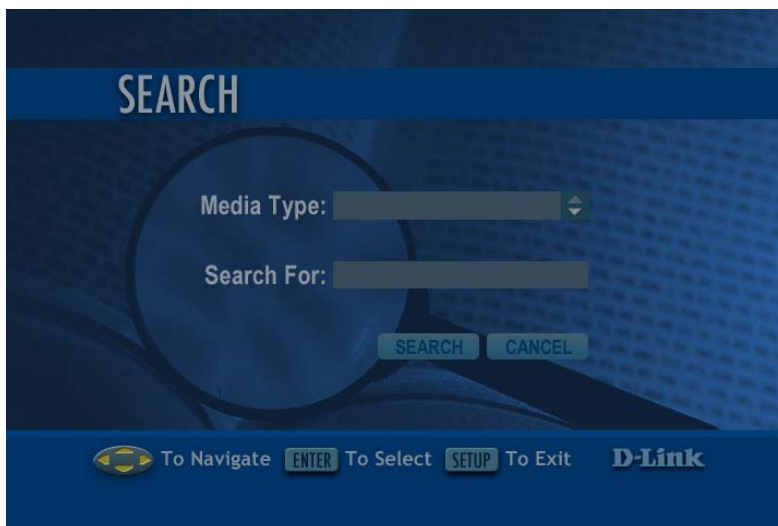 SEARCH
Media Type:
Search For:
SEARCH CANCEL
To Navigate ENTER To Select SETUP To Exit D-Link